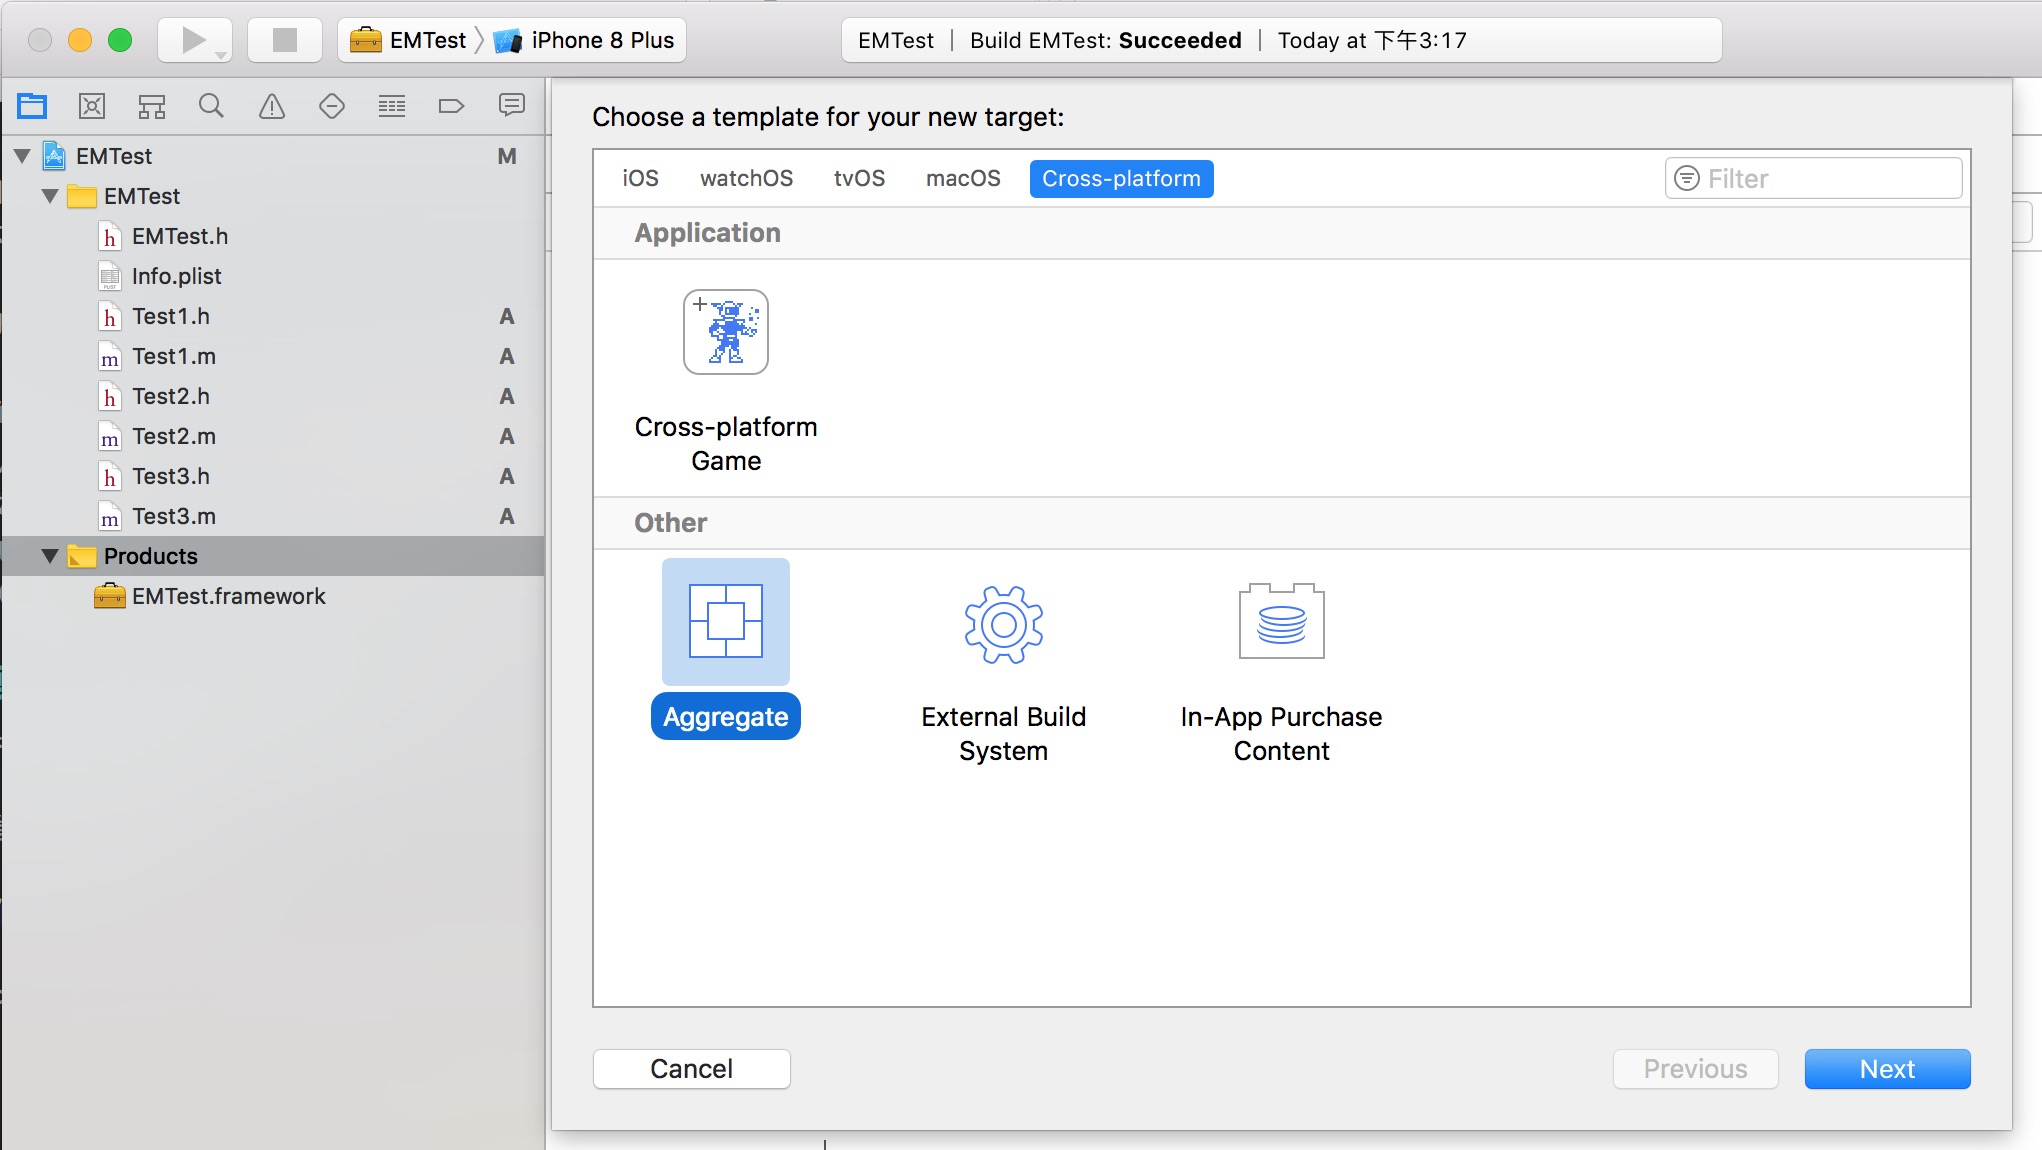 EMTest
iPhone 8 Plus
EMTest | Build EMTest: Succeeded | Today at 下午3:17
EMTest M
EMTest
EMTest.h
Info.plist
Test1.h A
Test1.m A
Test2.h A
Test2.m A
Test3.h A
Test3.m A
Products
EMTest.framework
Choose a template for your new target:
iOS watchOS tvOS macOS Cross-platform
Filter
Application
Cross-platform
Game
Other
Aggregate
External Build
System
In-App Purchase
Content
Cancel
Previous
Next